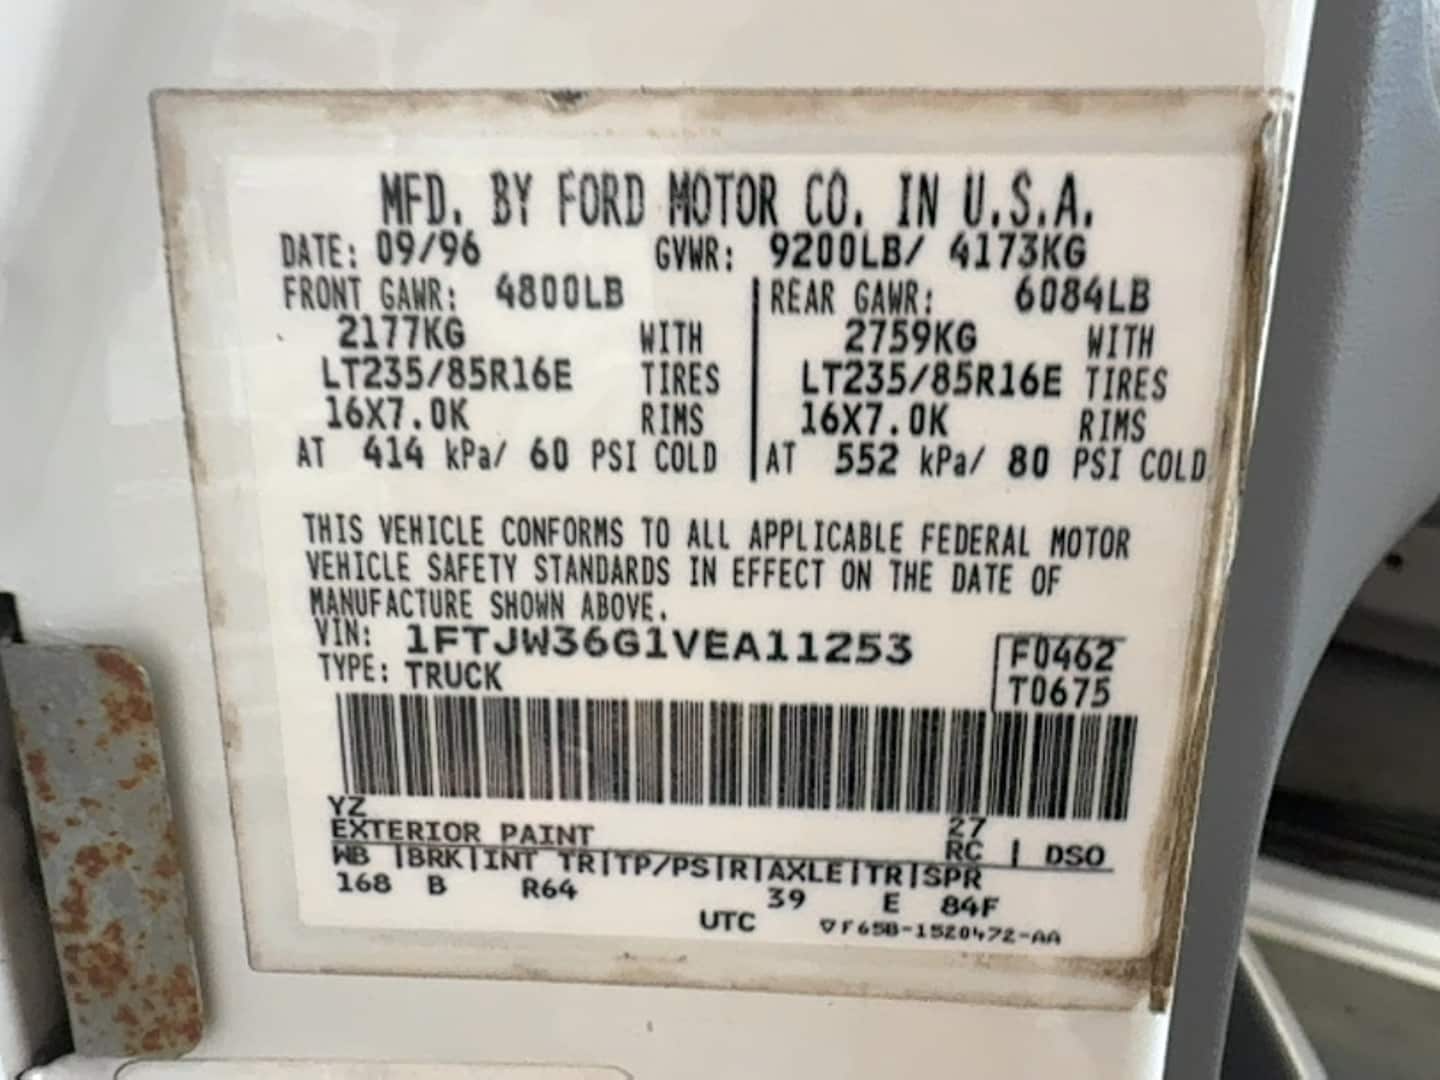 MFD. BY FORD MOTOR CO. IN U.S.A.
DATE: 09/96 GVWR: 9200LB/ 4173KG
FRONT GAWR: 4800LB REAR GAWR: 6084LB
2177KG WITH 2759KG WITH
LT235/85R16E TIRES LT235/85R16E TIRES
16X7.0K RIMS 16X7.0K RIMS
AT 414 kPa/ 60 PSI COLD AT 552 kPa/ 80 PSI COLD
THIS VEHICLE CONFORMS TO ALL APPLICABLE FEDERAL MOTOR
VEHICLE SAFETY STANDARDS IN EFFECT ON THE DATE OF
MANUFACTURE SHOWN ABOVE.
VIN: 1FTJW36G1VEA11253 F0462
TYPE: TRUCK T0675
YZ 27
EXTERIOR PAINT RC | DSO
WB |BRK|INT TR|TP/PS|R|AXLE|TR|SPR
168 B R64 39 E 84F
UTC ▽F65B-1520472-AA